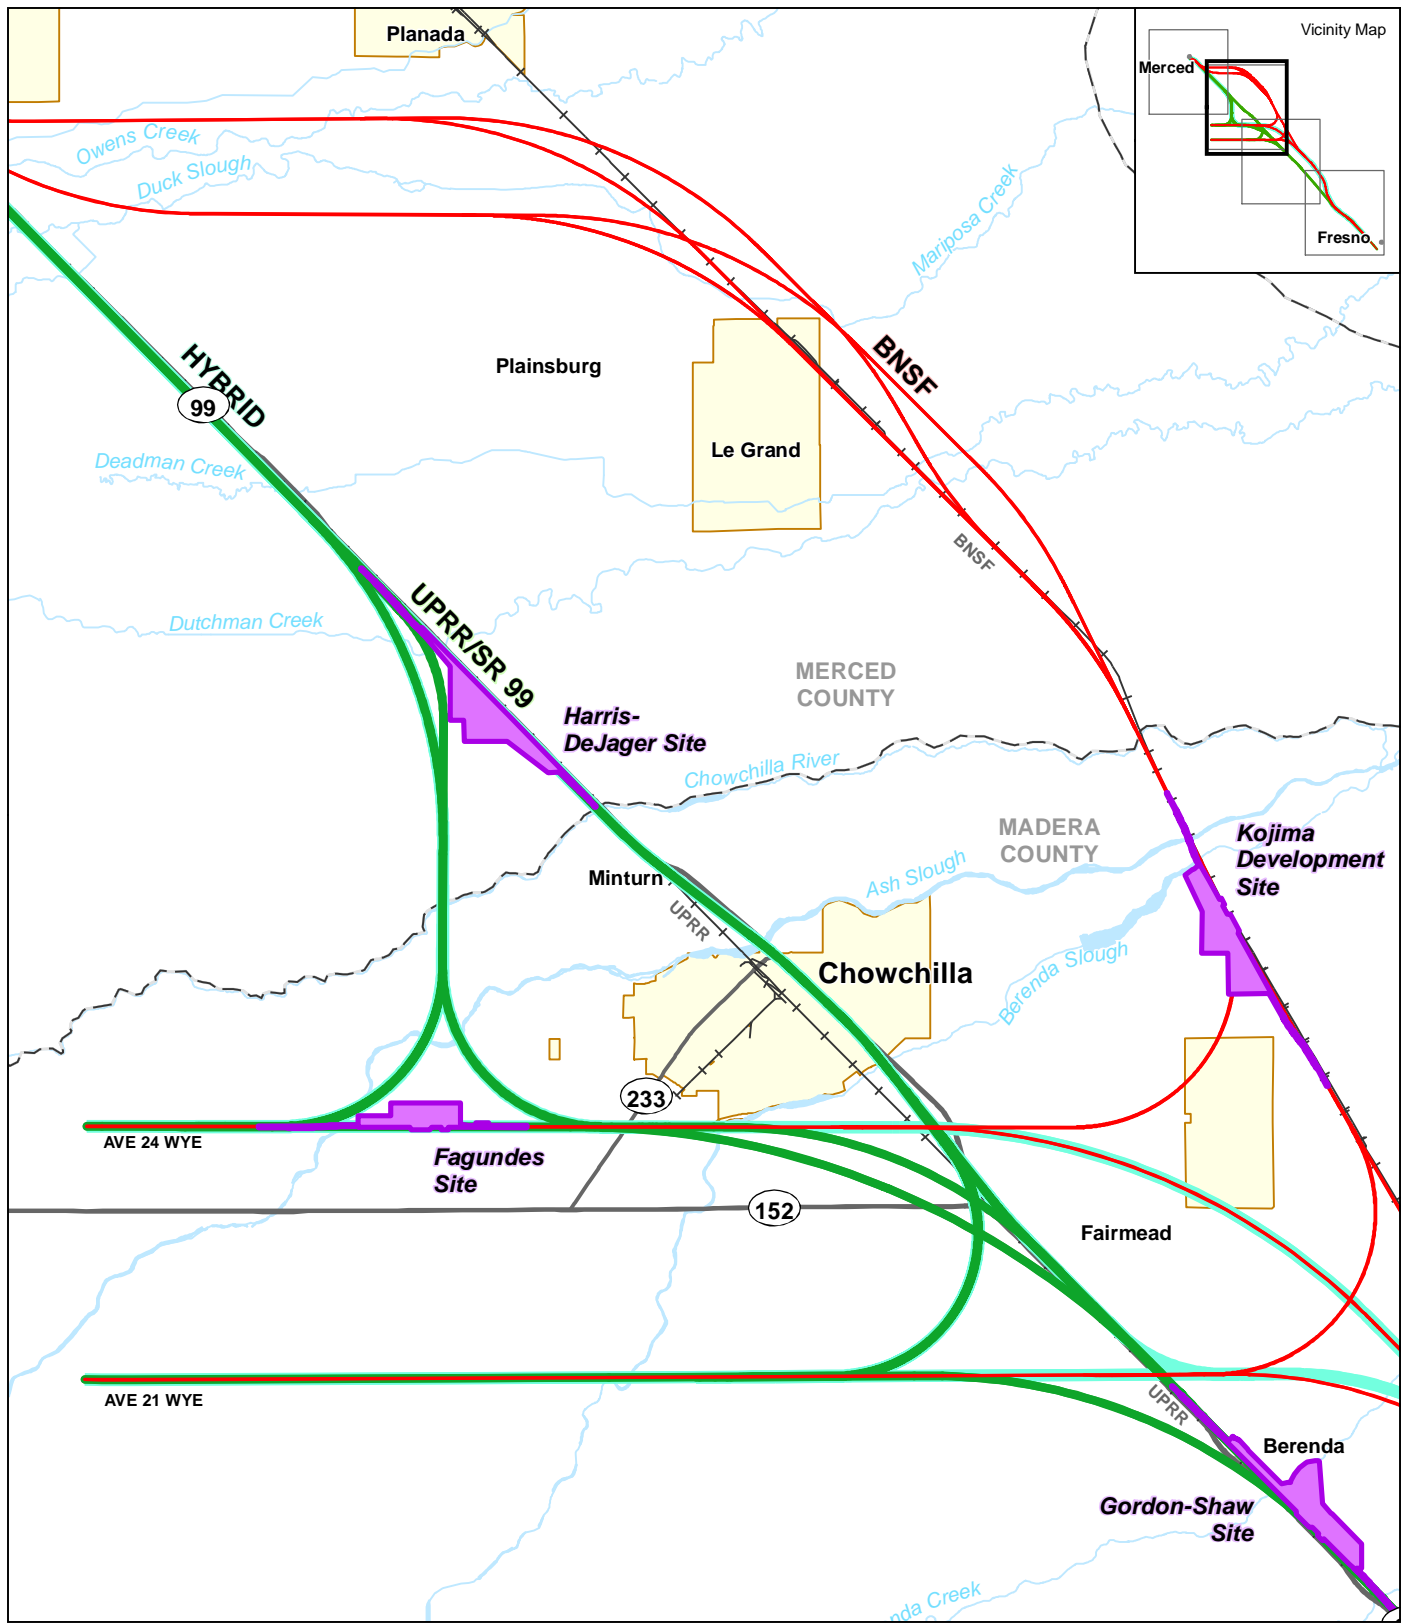 Planada
Vicinity Map
Merced
Fresno
Owens Creek
Duck Slough
Mariposa Creek
HYBRID
99
Plainsburg
BNSF
Le Grand
Deadman Creek
BNSF
Dutchman Creek
UPRR/SR 99
MERCED
COUNTY
Harris-
DeJager Site
Chowchilla River
MADERA
COUNTY
Kojima
Development
Site
Minturn
UPRR
Ash Slough
Chowchilla
Berenda Slough
233
AVE 24 WYE
Fagundes
Site
152
Fairmead
AVE 21 WYE
UPRR
Berenda
Gordon-Shaw
Site
nda Creek